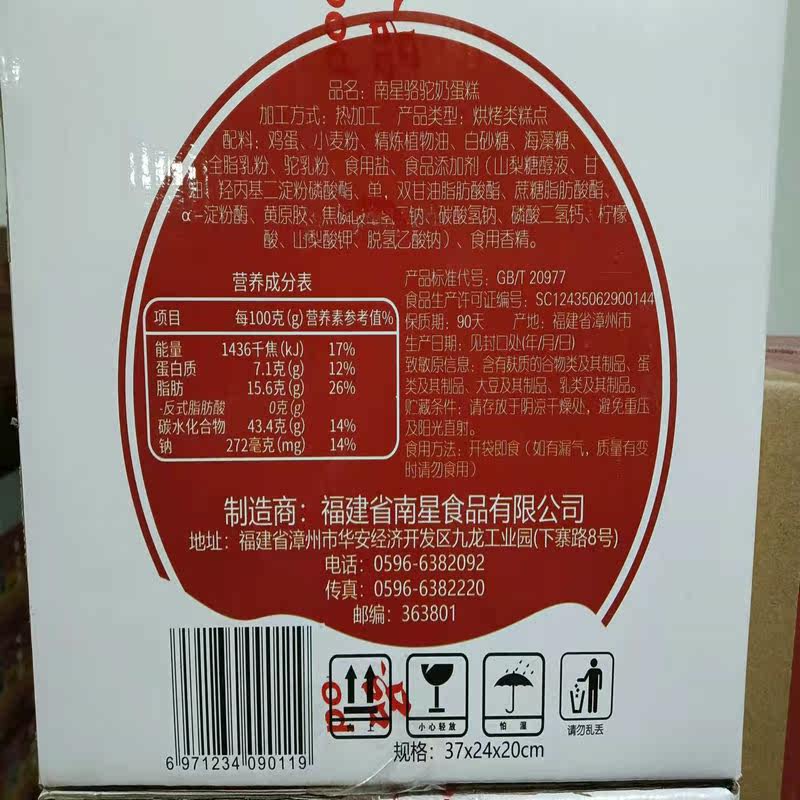 品名：南星骆驼奶蛋糕
加工方式：热加工 产品类型：烘烤类糕点
配料：鸡蛋、小麦粉、精炼植物油、白砂糖、海藻糖、
全脂乳粉、驼乳粉、食用盐、食品添加剂（山梨糖醇液、甘
油、羟丙基二淀粉磷酸酯、单，双甘油脂肪酸酯、蔗糖脂肪酸酯、
α-淀粉酶、黄原胶、焦磷酸二氢二钠、碳酸氢钠、磷酸二氢钙、柠檬
酸、山梨酸钾、脱氢乙酸钠）、食用香精。
营养成分表
项目 每100克(g) 营养素参考值%
能量 1436千焦(kJ) 17%
蛋白质 7.1克(g) 12%
脂肪 15.6克(g) 26%
-反式脂肪酸 0克(g)
碳水化合物 43.4克(g) 14%
钠 272毫克(mg) 14%
产品标准代号：GB/T 20977
食品生产许可证编号：SC12435062900144
保质期：90天 产地：福建省漳州市
生产日期：见封口处(年/月/日)
致敏原信息：含有麸质的谷物类及其制品、蛋
类及其制品、大豆及其制品、乳类及其制品。
贮藏条件：请存放于阴凉干燥处，避免重压
及阳光直射。
食用方法：开袋即食（如有漏气，质量有变
时请勿食用）
制造商：福建省南星食品有限公司
地址：福建省漳州市华安经济开发区九龙工业园(下寨路8号)
电话：0596-6382092
传真：0596-6382220
邮编：363801
向上
小心轻放
怕湿
请勿乱丢
6 971234 090119
规格：37x24x20cm